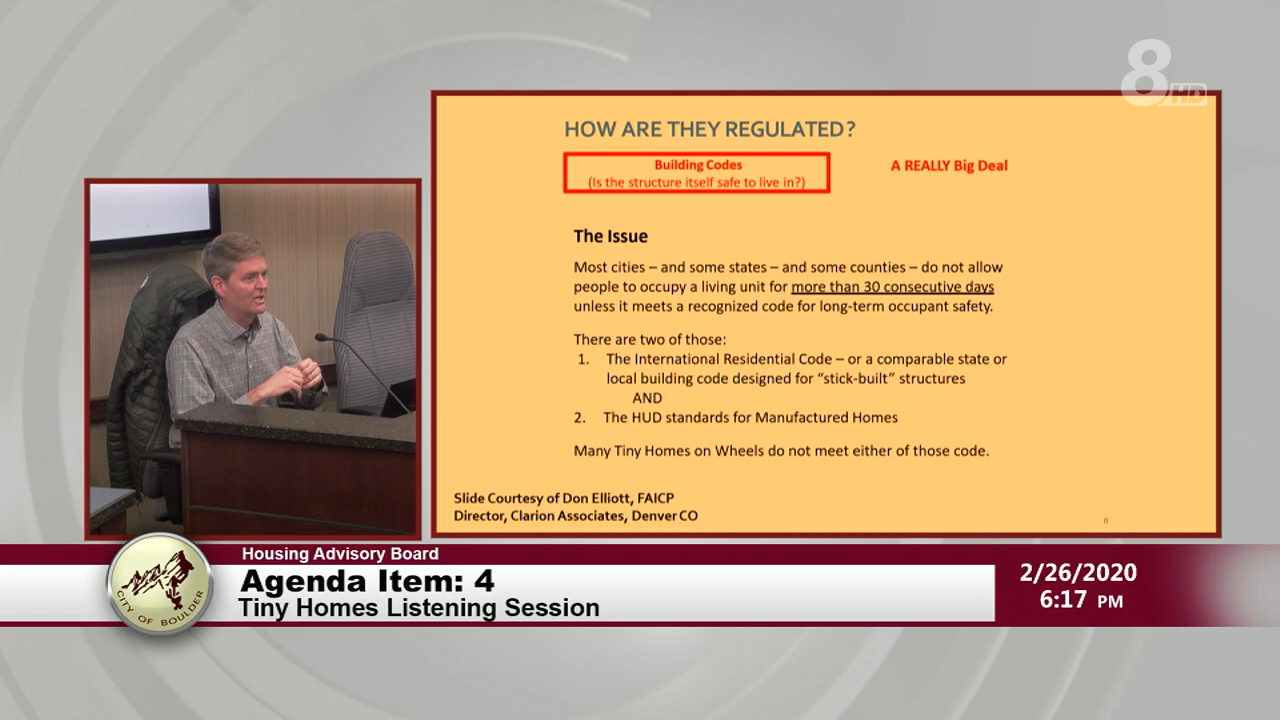 8HD
HOW ARE THEY REGULATED?
Building Codes
(Is the structure itself safe to live in?)
A REALLY Big Deal
The Issue
Most cities – and some states – and some counties – do not allow
people to occupy a living unit for more than 30 consecutive days
unless it meets a recognized code for long-term occupant safety.
There are two of those:
1. The International Residential Code – or a comparable state or
local building code designed for “stick-built” structures
AND
2. The HUD standards for Manufactured Homes
Many Tiny Homes on Wheels do not meet either of those code.
Slide Courtesy of Don Elliott, FAICP
Director, Clarion Associates, Denver CO
8
Housing Advisory Board
Agenda Item: 4
Tiny Homes Listening Session
2/26/2020
6:17 PM
CITY OF BOULDER